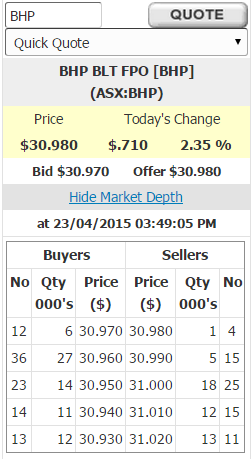 BHP QUOTE
Quick Quote
BHP BLT FPO [BHP]
(ASX:BHP)
Price Today's Change
$30.980 $.710 2.35 %
Bid $30.970 Offer $30.980
Hide Market Depth
at 23/04/2015 03:49:05 PM
Buyers Sellers
No Qty 000's Price ($) Price ($) Qty 000's No
12 6 30.970 30.980 1 4
36 27 30.960 30.990 5 15
23 14 30.950 31.000 18 25
14 11 30.940 31.010 12 15
13 12 30.930 31.020 13 11